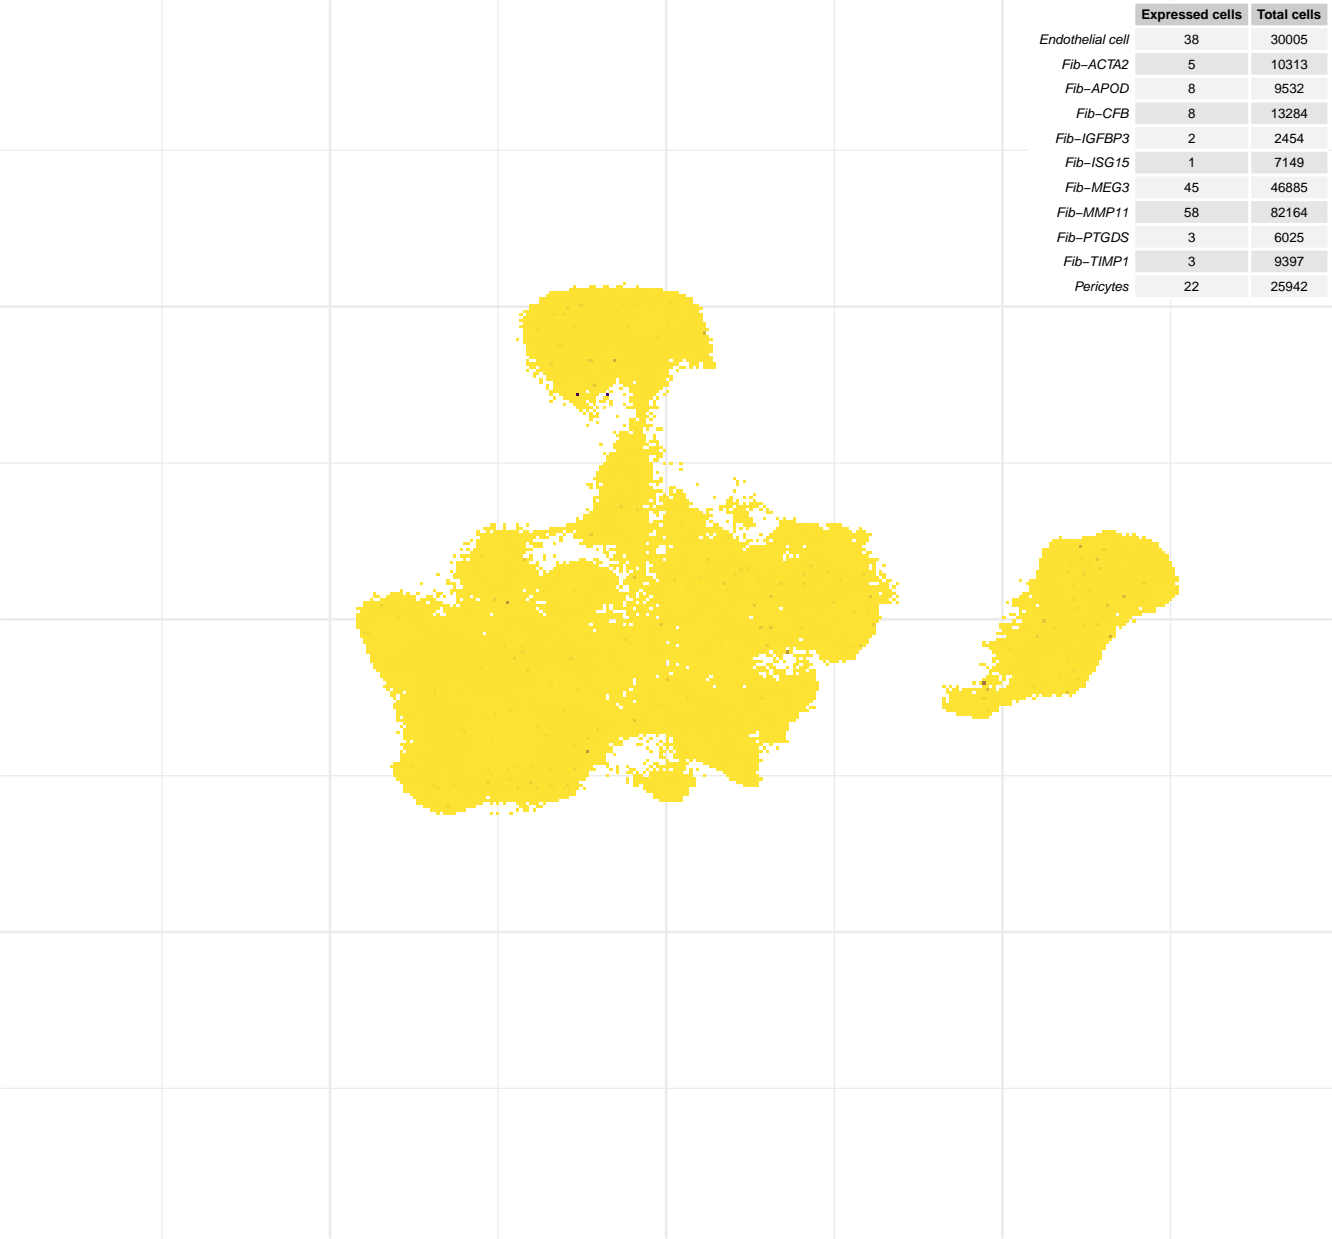 Expressed cells Total cells
Endothelial cell 38 30005
Fib−ACTA2 5 10313
Fib−APOD 8 9532
Fib−CFB 8 13284
Fib−IGFBP3 2 2454
Fib−ISG15 1 7149
Fib−MEG3 45 46885
Fib−MMP11 58 82164
Fib−PTGDS 3 6025
Fib−TIMP1 3 9397
Pericytes 22 25942